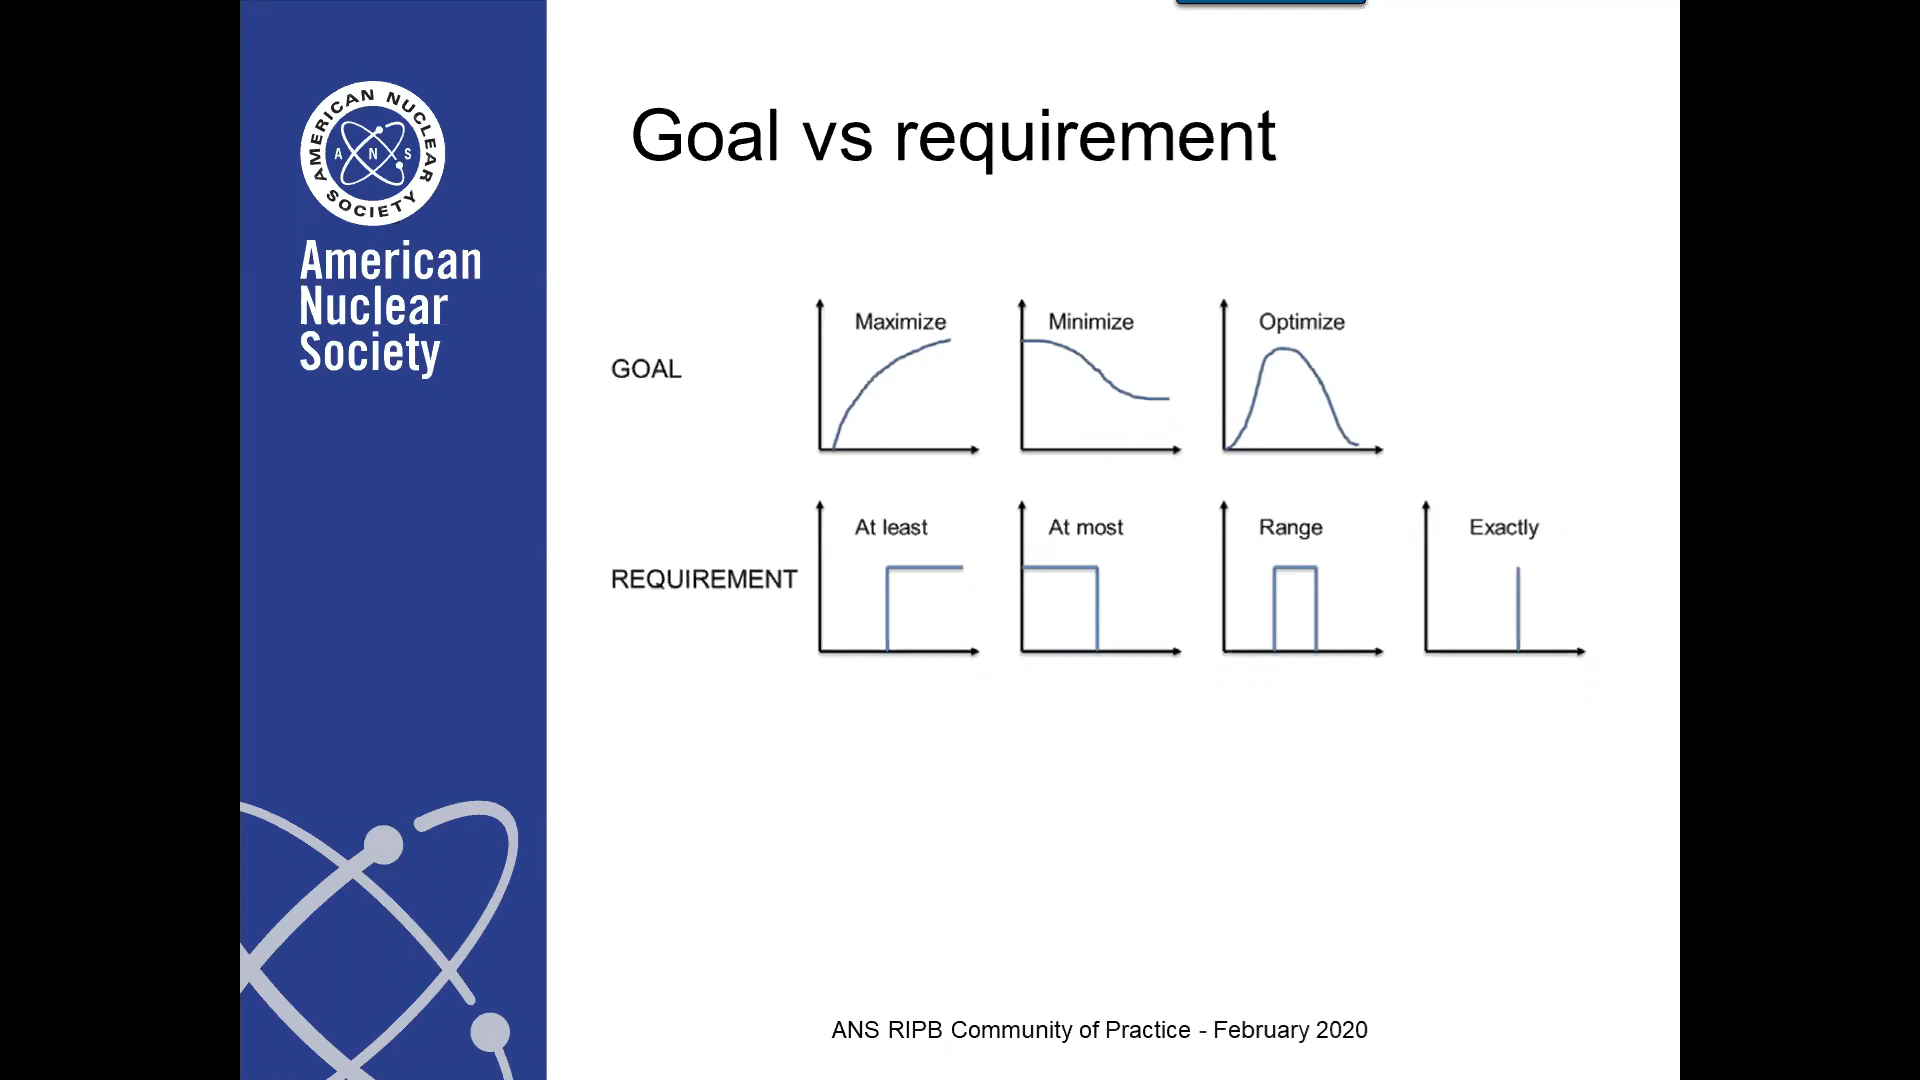 AMERICAN NUCLEAR SOCIETY
A N S
American
Nuclear
Society
Goal vs requirement
GOAL
Maximize
Minimize
Optimize
REQUIREMENT
At least
At most
Range
Exactly
ANS RIPB Community of Practice - February 2020